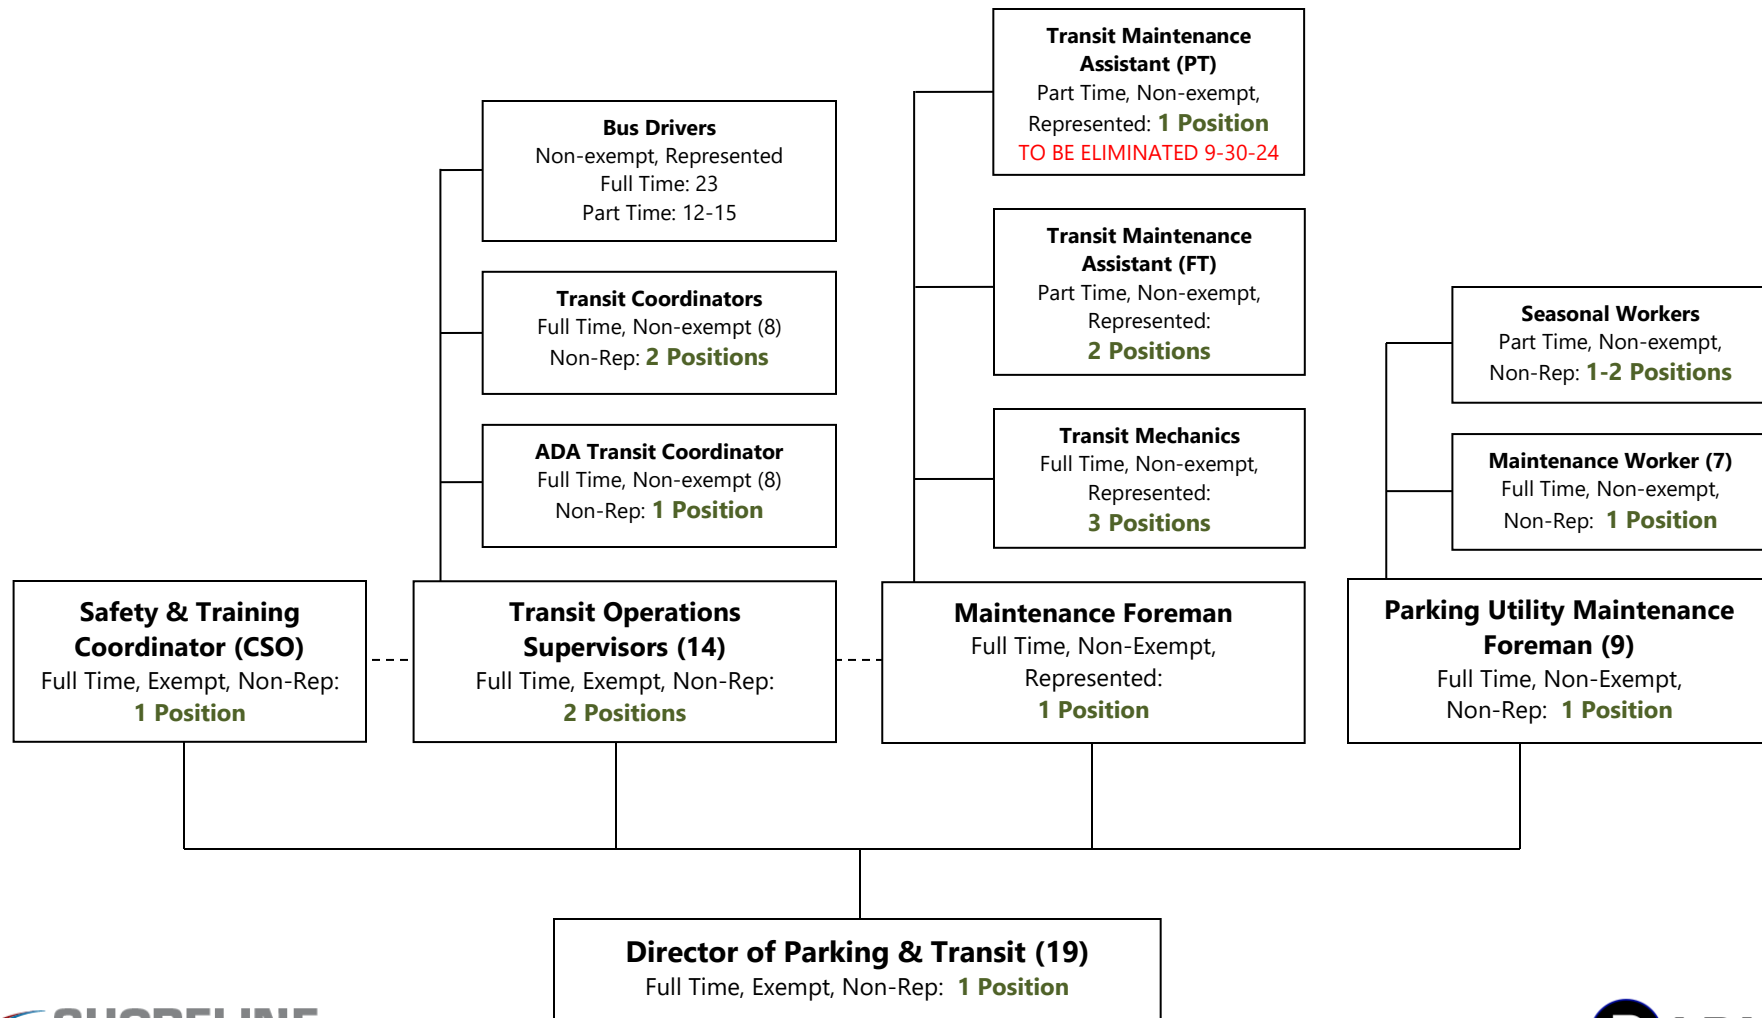 Transit Maintenance
Assistant (PT)
Part Time, Non-exempt,
Represented: 1 Position
TO BE ELIMINATED 9-30-24
Bus Drivers
Non-exempt, Represented
Full Time: 23
Part Time: 12-15
Transit Maintenance
Assistant (FT)
Part Time, Non-exempt,
Represented:
2 Positions
Transit Coordinators
Full Time, Non-exempt (8)
Non-Rep: 2 Positions
Seasonal Workers
Part Time, Non-exempt,
Non-Rep: 1-2 Positions
ADA Transit Coordinator
Full Time, Non-exempt (8)
Non-Rep: 1 Position
Transit Mechanics
Full Time, Non-exempt,
Represented:
3 Positions
Maintenance Worker (7)
Full Time, Non-exempt,
Non-Rep: 1 Position
Safety & Training
Coordinator (CSO)
Full Time, Exempt, Non-Rep:
1 Position
Transit Operations
Supervisors (14)
Full Time, Exempt, Non-Rep:
2 Positions
Maintenance Foreman
Full Time, Non-Exempt,
Represented:
1 Position
Parking Utility Maintenance
Foreman (9)
Full Time, Non-Exempt,
Non-Rep: 1 Position
Director of Parking & Transit (19)
Full Time, Exempt, Non-Rep: 1 Position
SHORELINE